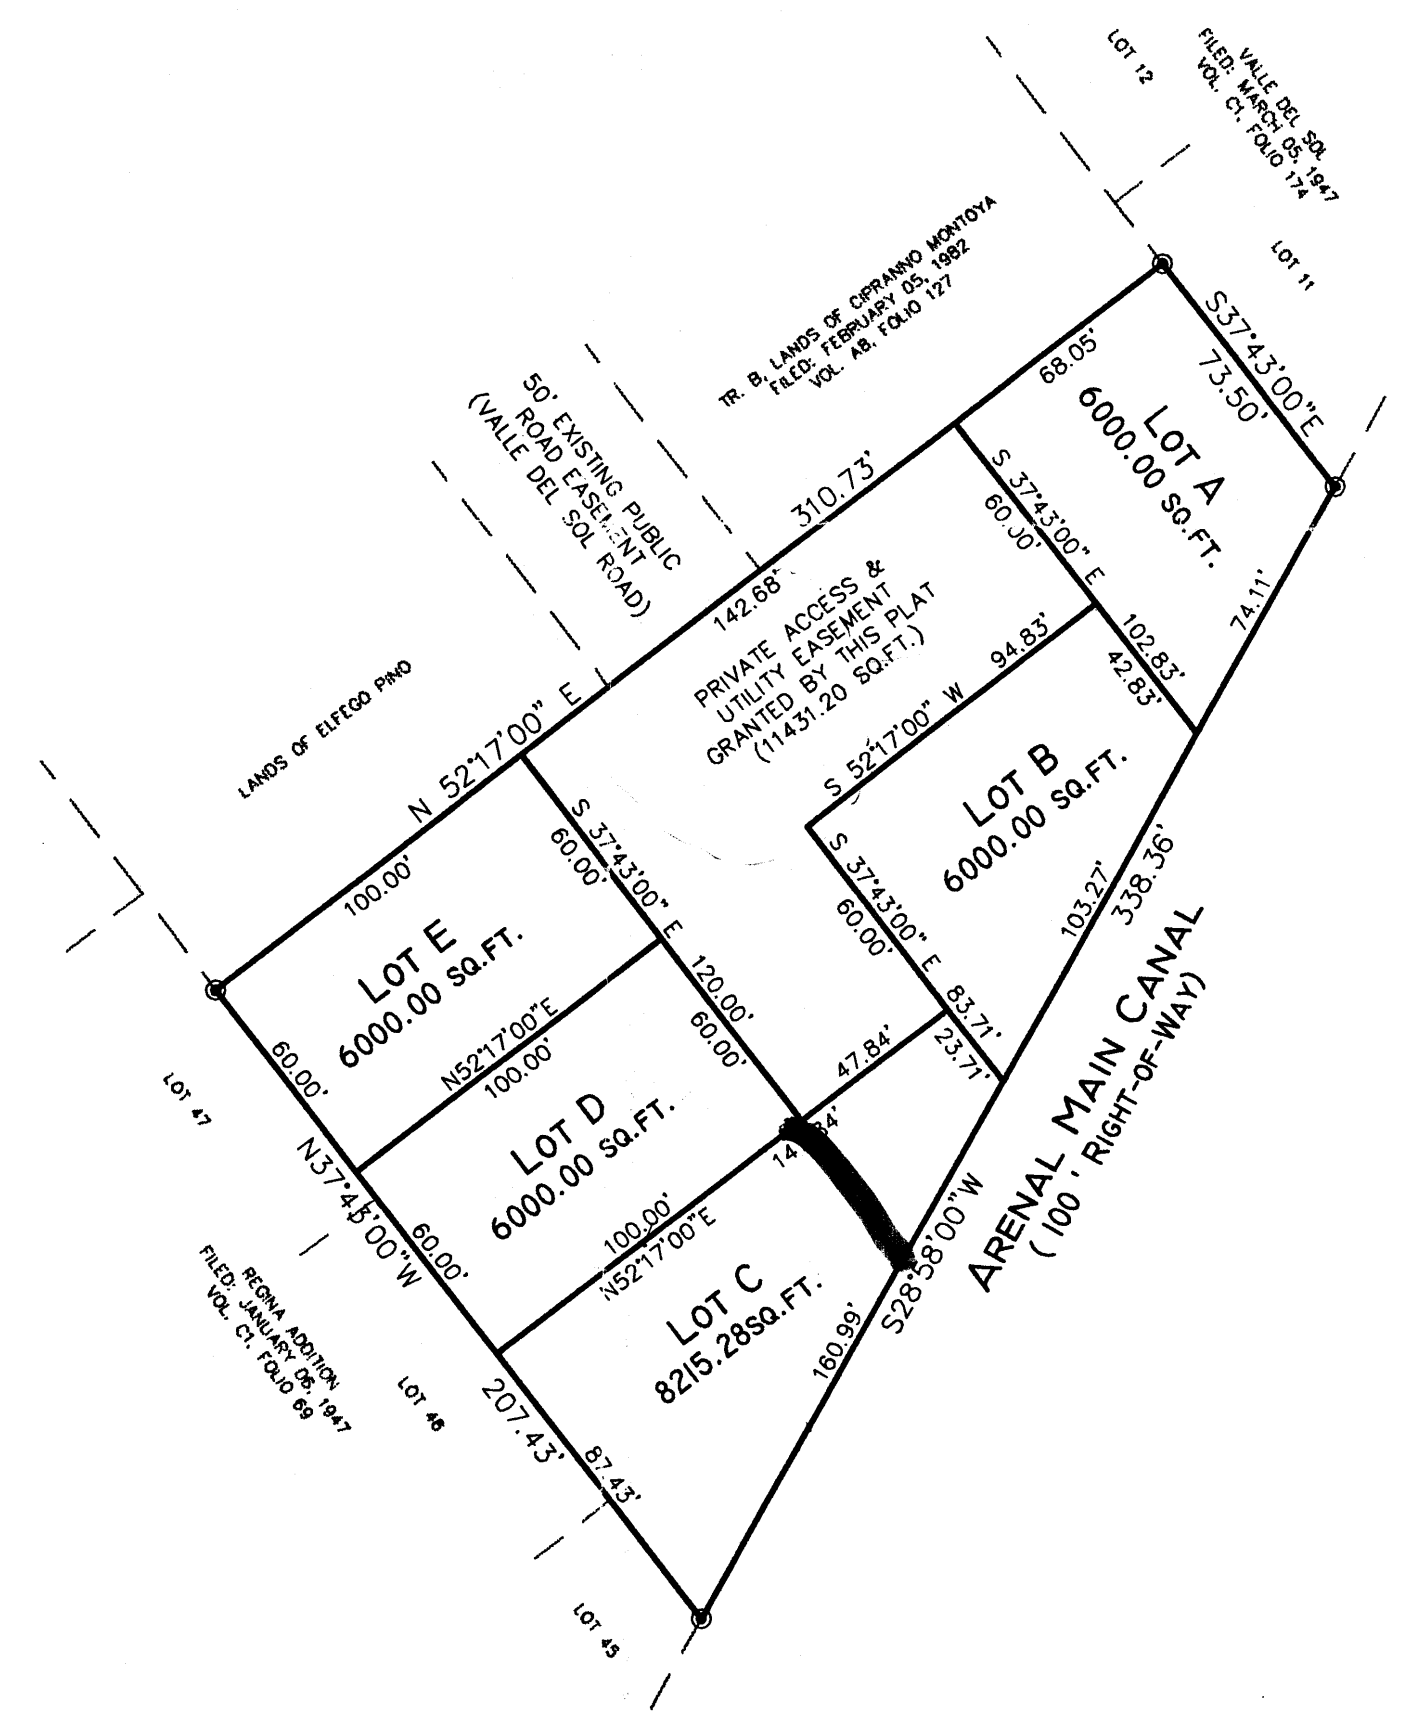 LOT 12
VALLE DEL SOL
FILED: MARCH 05, 1947
VOL. C1, FOLIO 174
LOT 11
TR. B, LANDS OF CIPRANNO MONTOYA
FILED: FEBRUARY 05, 1982
VOL. A8, FOLIO 127
S37°43'00"E
73.50'
68.05'
LOT A
6000.00 SQ.FT.
50' EXISTING PUBLIC
ROAD EASEMENT
(VALLE DEL SOL ROAD)
310.73'
S 37°43'00" E
60.00'
74.11'
142.68'
PRIVATE ACCESS &
UTILITY EASEMENT
GRANTED BY THIS PLAT
(11431.20 SQ.FT.)
94.83'
102.83'
42.83'
LANDS OF ELFEGO PINO
N 52°17'00" E
S 52°17'00" W
LOT B
6000.00 SQ.FT.
100.00'
S 37°43'00" E
60.00'
S 37°43'00" E
60.00'
103.27'
338.36'
LOT E
6000.00 SQ.FT.
120.00'
60.00'
83.71'
23.71'
N52°17'00"E
100.00'
47.84'
60.00'
ARENAL MAIN CANAL
(100' RIGHT-OF-WAY)
LOT 47
LOT D
6000.00 SQ.FT.
N37°43'00"W
60.00'
100.00'
N52°17'00"E
S28°58'00"W
REGINA ADDITION
FILED: JANUARY 06, 1947
VOL. C1, FOLIO 69
LOT C
8215.28SQ.FT.
160.99'
LOT 46
207.43'
87.43'
LOT 45